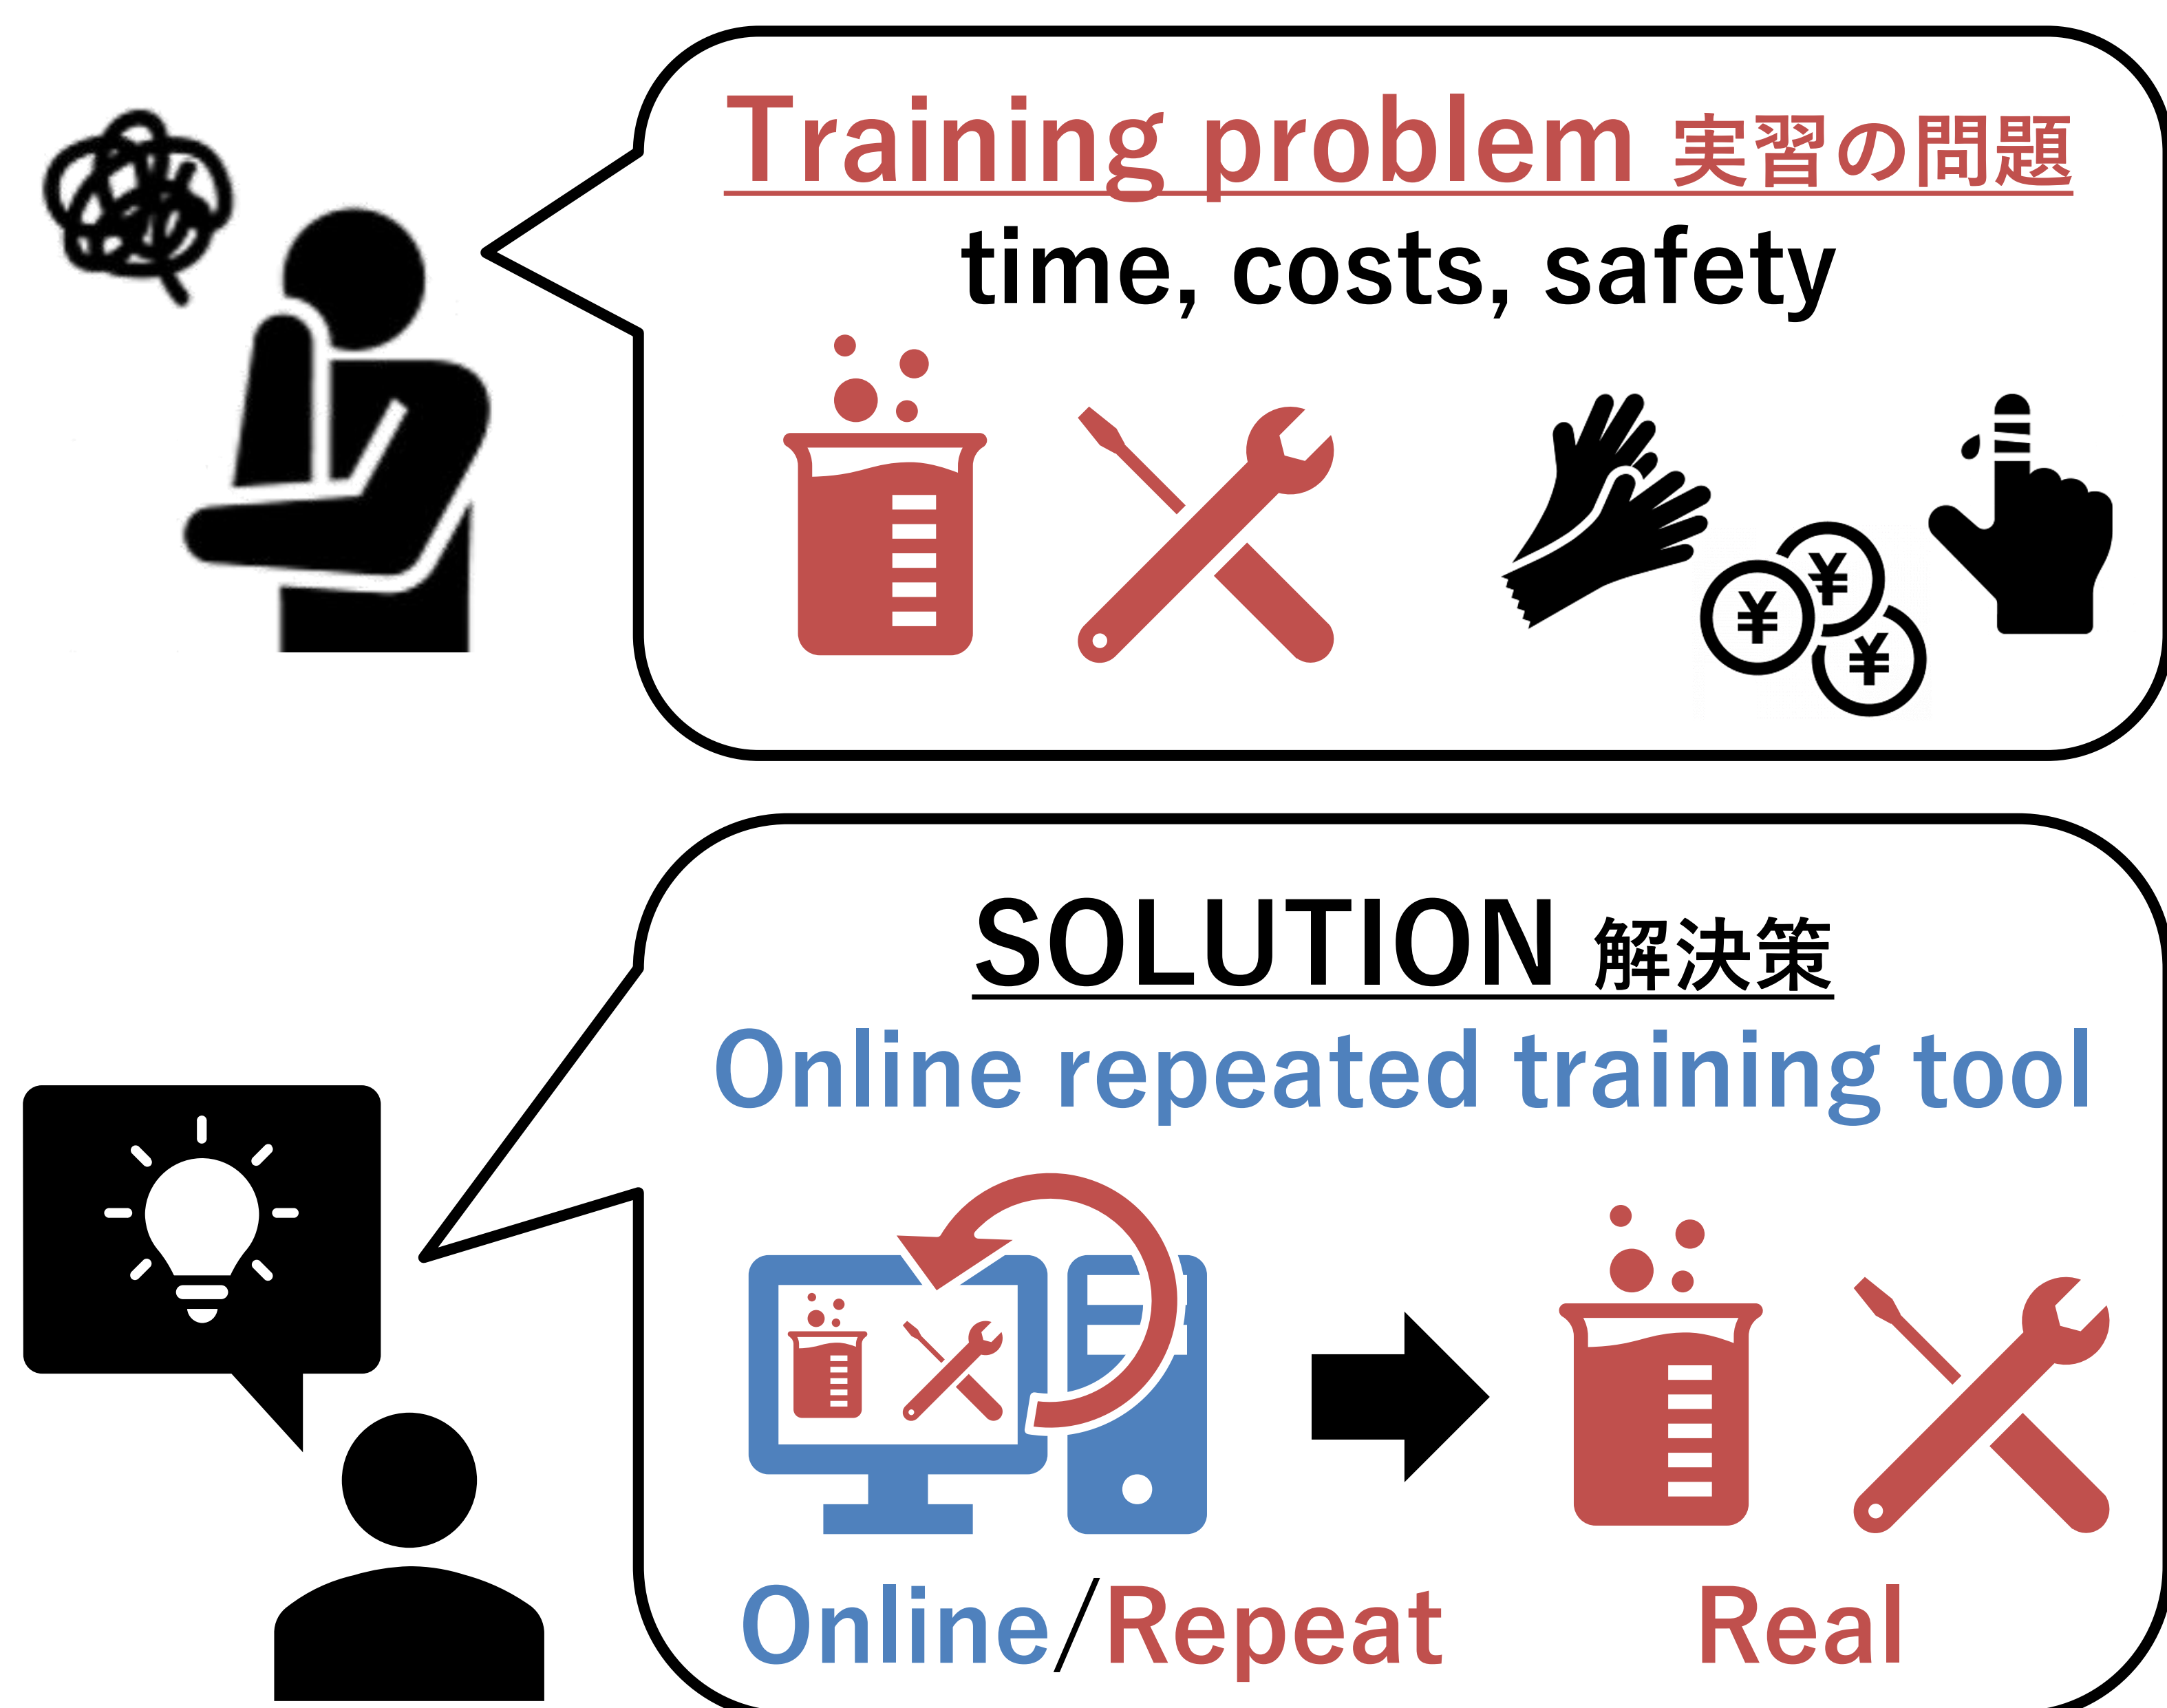 Training problem 実習の問題
time, costs, safety
¥
¥
¥
SOLUTION 解決策
Online repeated training tool
Online/Repeat
Real